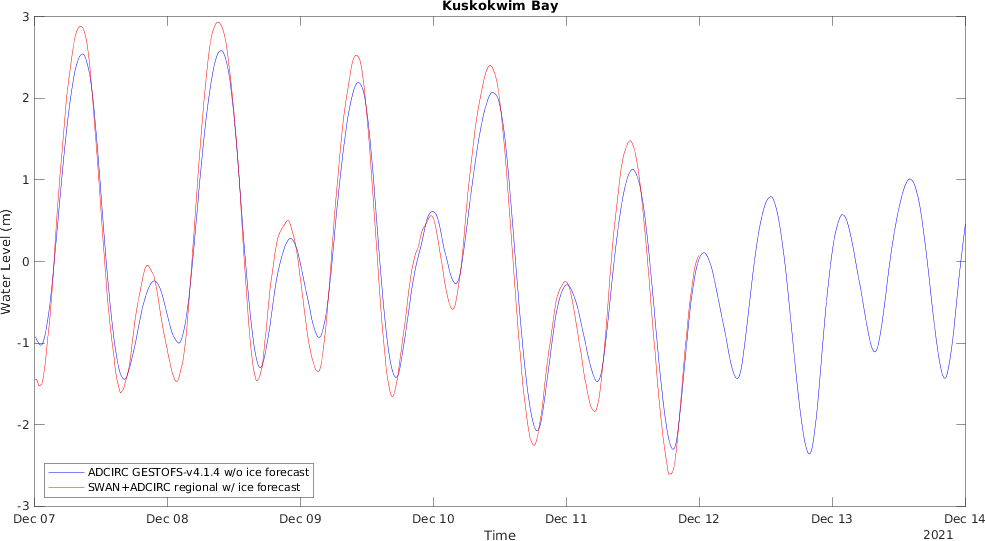 Kuskokwim Bay
3
2
1
0
-1
-2
-3
Water Level (m)
ADCIRC GESTOFS-v4.1.4 w/o ice forecast
SWAN+ADCIRC regional w/ ice forecast
Dec 07 Dec 08 Dec 09 Dec 10 Dec 11 Dec 12 Dec 13 Dec 14
Time
2021